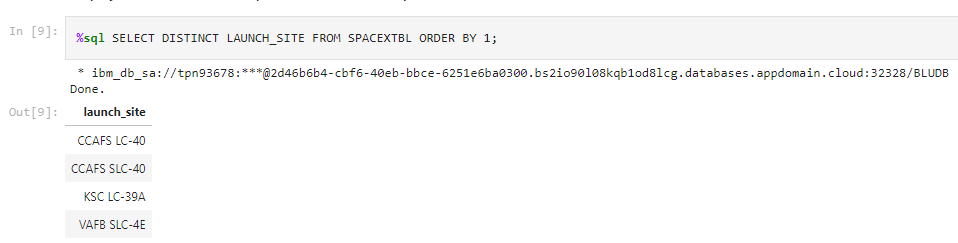 In [9]:
%sql SELECT DISTINCT LAUNCH_SITE FROM SPACEXTBL ORDER BY 1;
* ibm_db_sa://tpn93678:***@2d46b6b4-cbf6-40eb-bbce-6251e6ba0300.bs2io90l08kqb1od8lcg.databases.appdomain.cloud:32328/BLUDB
Done.
Out[9]:
launch_site
CCAFS LC-40
CCAFS SLC-40
KSC LC-39A
VAFB SLC-4E